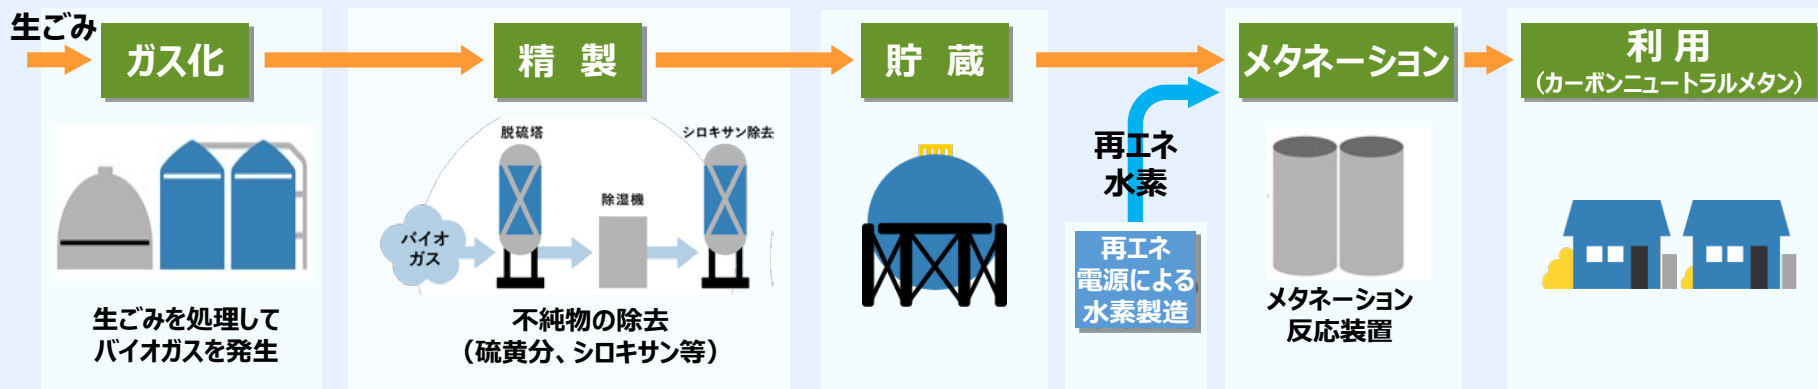 生ごみ
ガス化
精 製
貯 蔵
メタネーション
利 用
（カーボンニュートラルメタン）
脱硫塔
シロキサン除去
除湿機
バイオ
ガス
再エネ
水素
再エネ
電源による
水素製造
生ごみを処理して
バイオガスを発生
不純物の除去
（硫黄分、シロキサン等）
メタネーション
反応装置